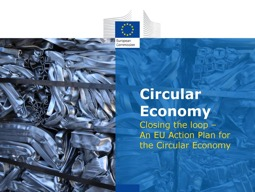 European
Commission
Circular
Economy
Closing the loop –
An EU Action Plan for
the Circular Economy